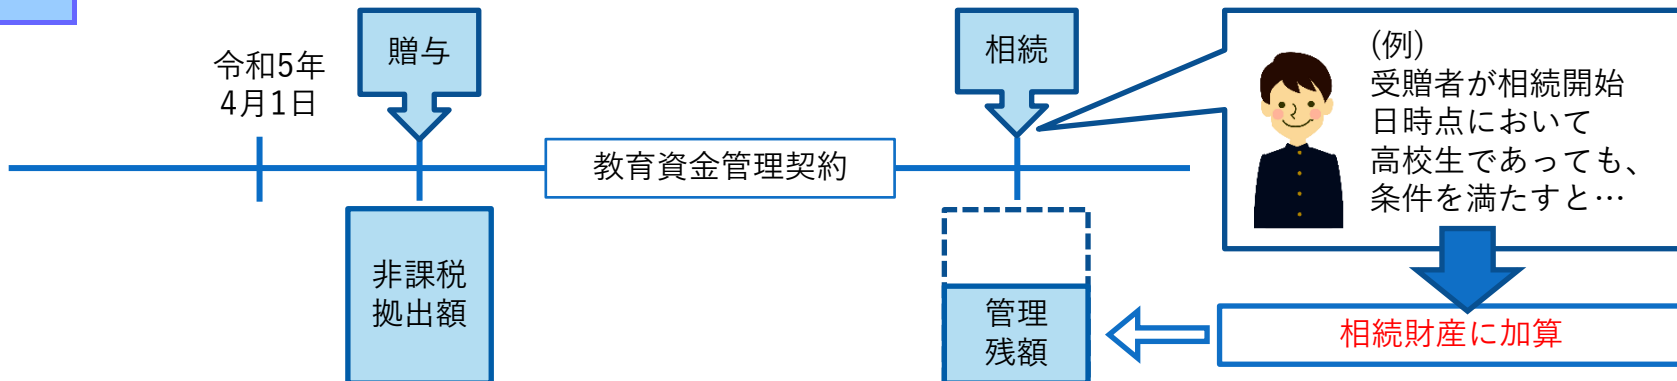 令和5年
4月1日
贈与
教育資金管理契約
相続
(例)
受贈者が相続開始
日時点において
高校生であっても、
条件を満たすと…
非課税
拠出額
管理
残額
相続財産に加算